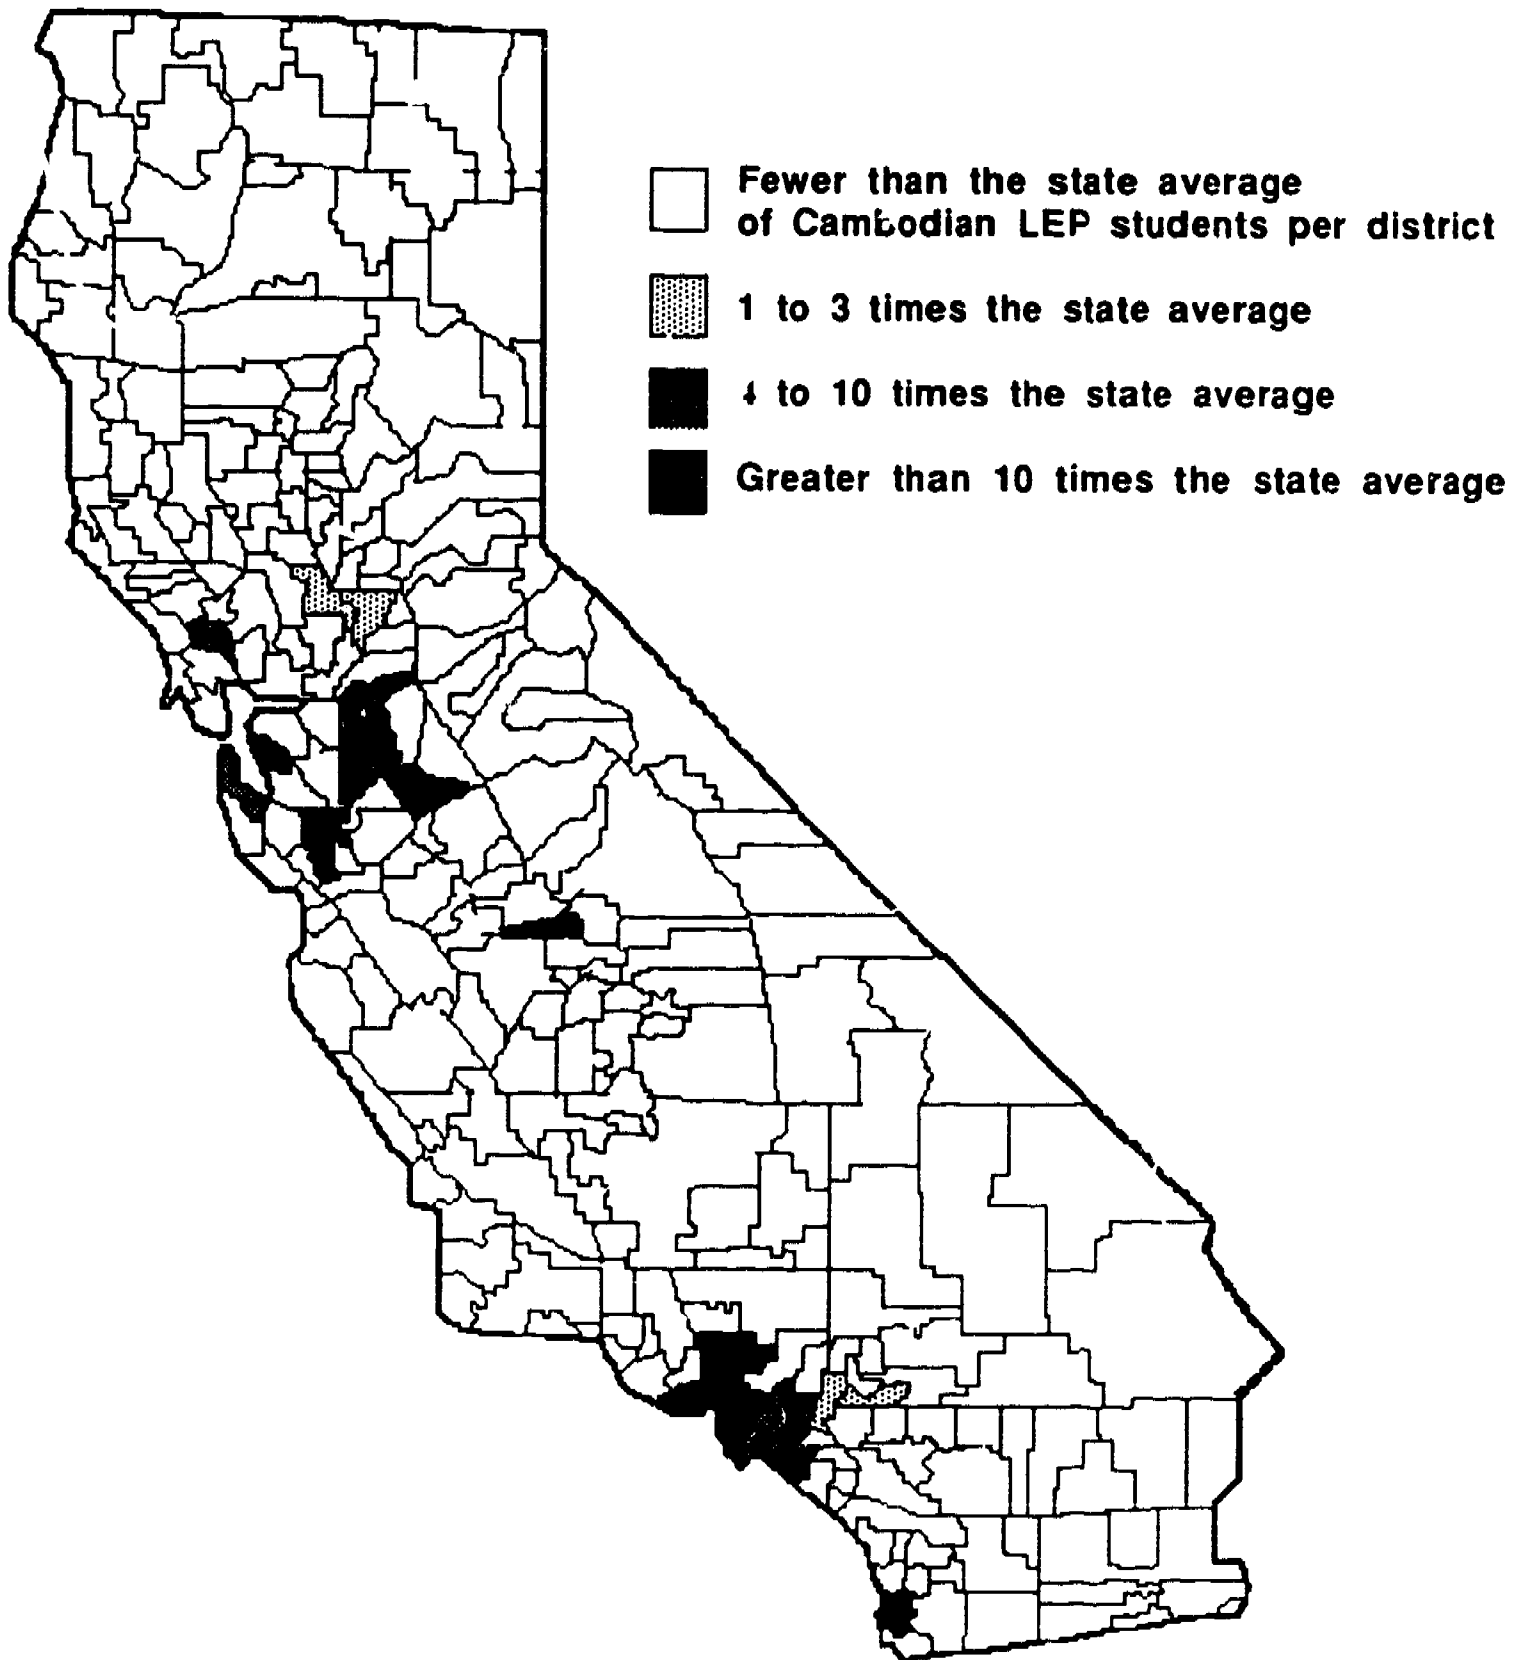 Fewer than the state average
of Cambodian LEP students per district
1 to 3 times the state average
4 to 10 times the state average
Greater than 10 times the state average